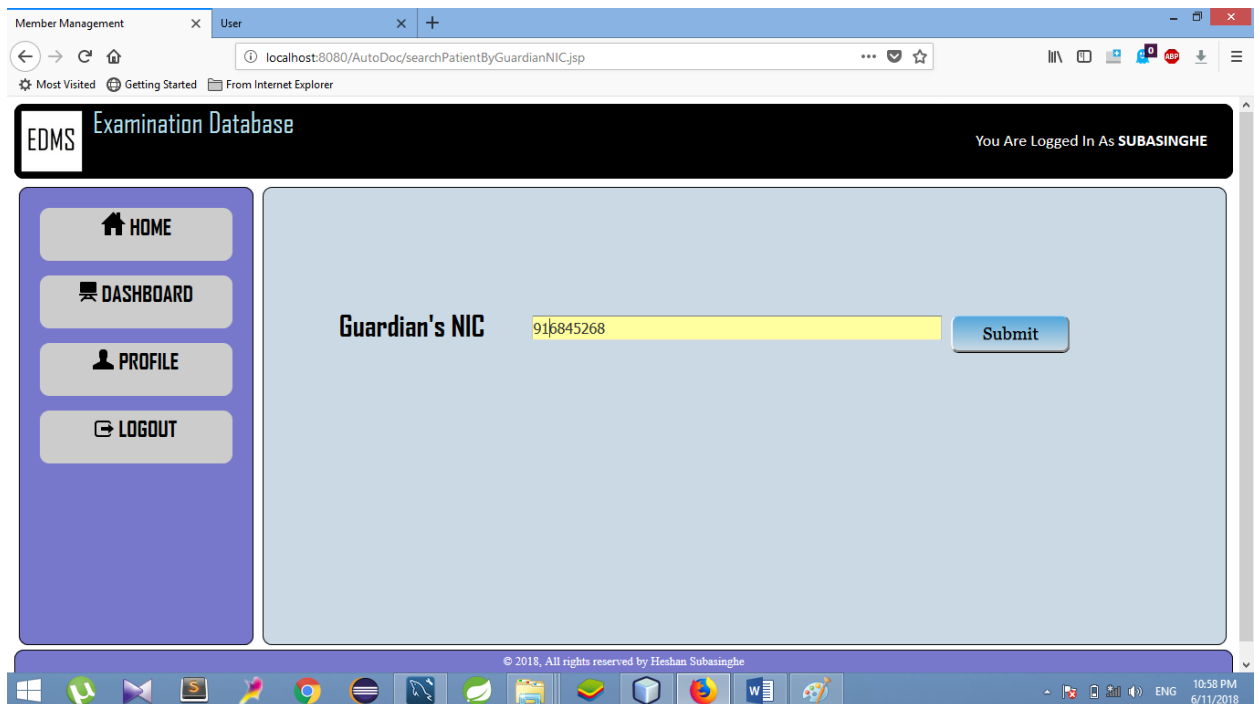 Member Management
User
localhost:8080/AutoDoc/searchPatientByGuardianNIC.jsp
0
ABP
Most Visited Getting Started From Internet Explorer
EDMS
Examination Database
You Are Logged In As SUBASINGHE
HOME
DASHBOARD
PROFILE
LOGOUT
Guardian's NIC
916845268
Submit
© 2018, All rights reserved by Heshan Subasinghe
ENG
10:58 PM
6/11/2018